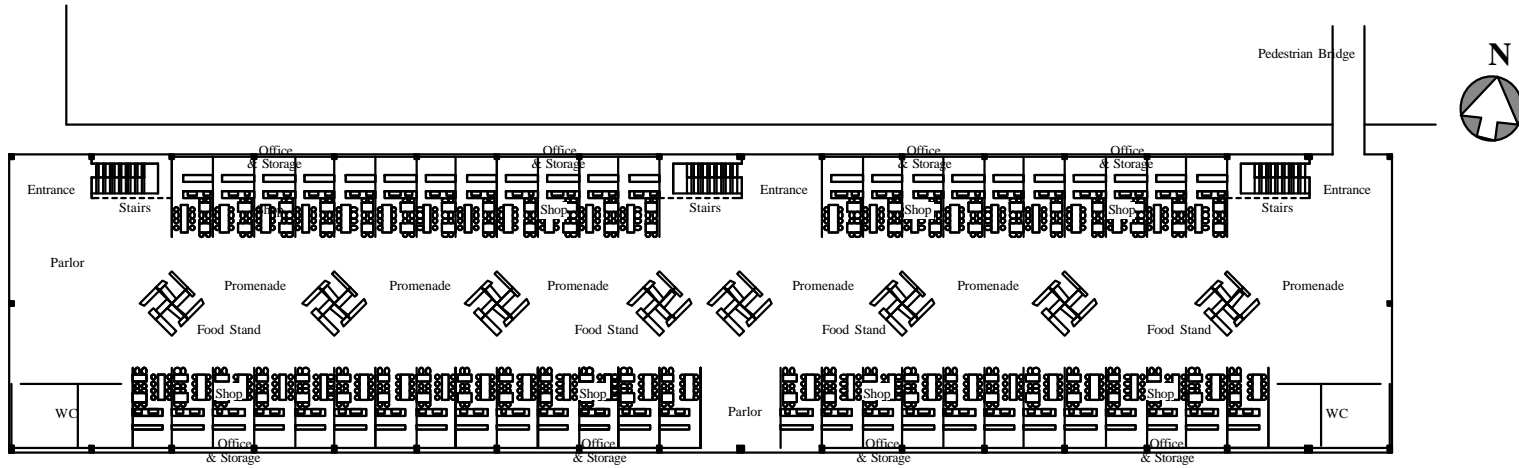 Pedestrian Bridge
N
Office
& Storage
Office
& Storage
Office
& Storage
Office
& Storage
Entrance
Stairs
Shop
Shop
Stairs
Entrance
Shop
Shop
Stairs
Entrance
Parlor
Promenade
Promenade
Promenade
Promenade
Promenade
Promenade
Food Stand
Food Stand
Food Stand
Food Stand
WC
Shop
Shop
Parlor
Shop
Shop
WC
Office
& Storage
Office
& Storage
Office
& Storage
Office
& Storage